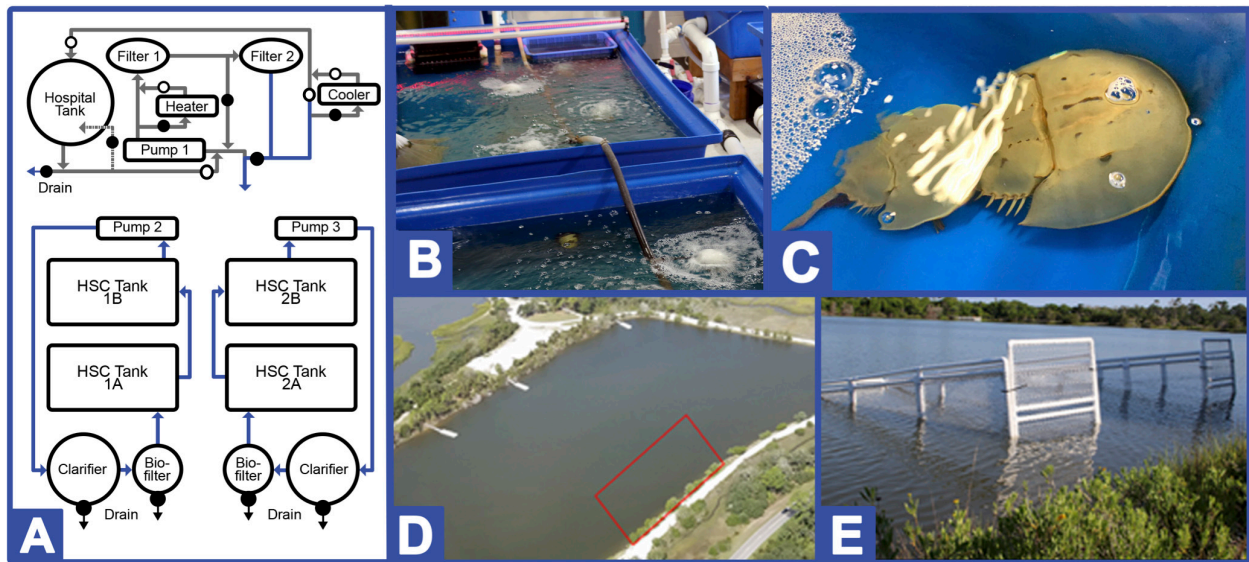 Filter 1
Filter 2
Hospital
Tank
Heater
Cooler
Pump 1
Drain
Pump 2
Pump 3
HSC Tank
1B
HSC Tank
2B
HSC Tank
1A
HSC Tank
2A
Clarifier
Bio-
filter
Bio-
filter
Clarifier
Drain
Drain
A
B
C
D
E